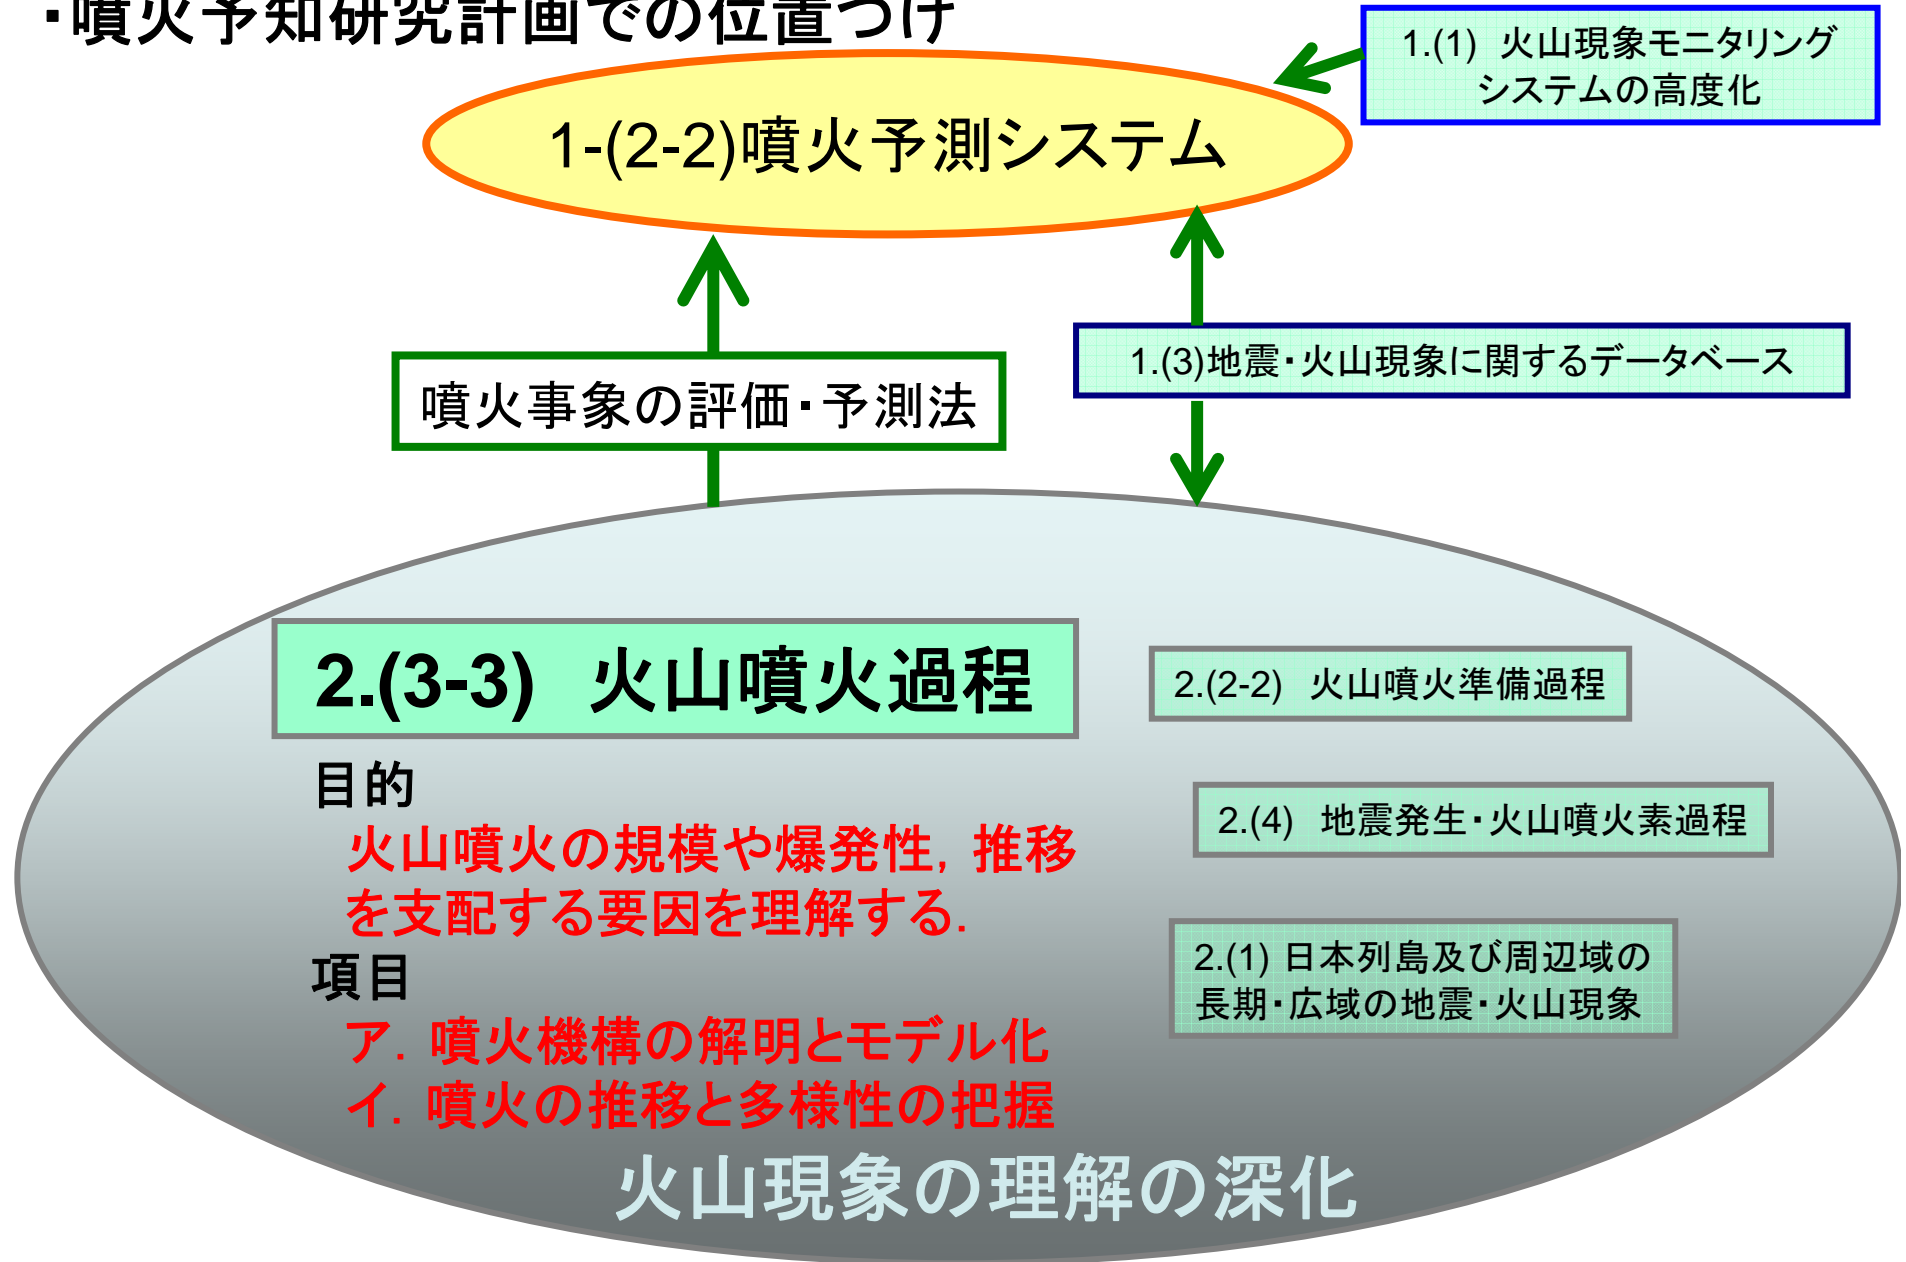 ・噴火予知研究計画での位置づけ
1.(1) 火山現象モニタリング
システムの高度化
1-(2-2)噴火予測システム
1.(3)地震・火山現象に関するデータベース
噴火事象の評価・予測法
2.(3-3) 火山噴火過程
目的
火山噴火の規模や爆発性, 推移
を支配する要因を理解する.
項目
ア. 噴火機構の解明とモデル化
イ. 噴火の推移と多様性の把握
2.(2-2) 火山噴火準備過程
2.(4) 地震発生・火山噴火素過程
2.(1) 日本列島及び周辺域の
長期・広域の地震・火山現象
火山現象の理解の深化